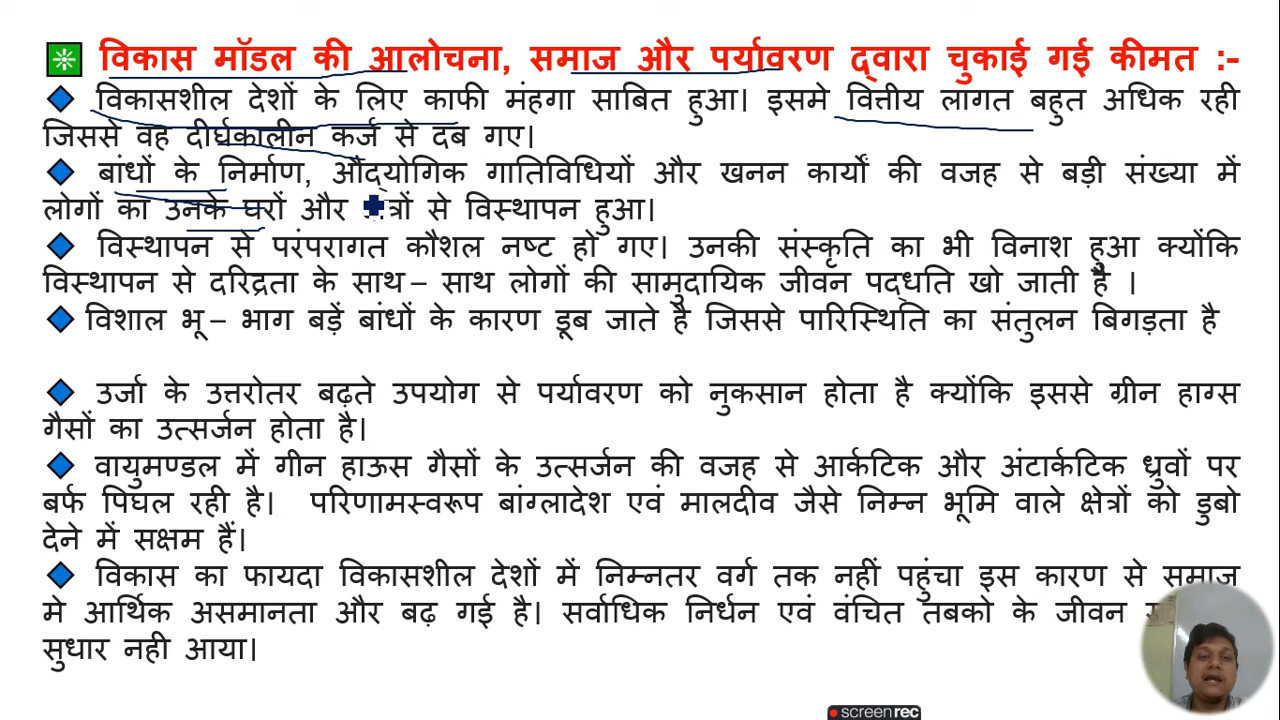 विकास मॉडल की आलोचना, समाज और पर्यावरण द्वारा चुकाई गई कीमत :-
विकासशील देशों के लिए काफी मंहगा साबित हुआ। इसमे वित्तीय लागत बहुत अधिक रही
जिससे वह दीर्घकालीन कर्ज से दब गए।
बांधों के निर्माण, औद्योगिक गातिविधियों और खनन कार्यों की वजह से बड़ी संख्या में
लोगों का उनके घरों और से विस्थापन हुआ।
विस्थापन से परंपरागत कौशल नष्ट हो गए। उनकी संस्कृति का भी विनाश हुआ क्योंकि
विस्थापन से दरिद्रता के साथ – साथ लोगों की सामुदायिक जीवन पद्धति खो जाती है ।
विशाल भू – भाग बड़ें बांधों के कारण डूब जाते है जिससे पारिस्थिति का संतुलन बिगड़ता है
उर्जा के उत्तरोतर बढ़ते उपयोग से पर्यावरण को नुकसान होता है क्योंकि इससे ग्रीन हाग्स
गैसों का उत्सर्जन होता है।
वायुमण्डल में गीन हाऊस गैसों के उत्सर्जन की वजह से आर्कटिक और अंटार्कटिक ध्रुवों पर
बर्फ पिघल रही है। परिणामस्वरूप बांग्लादेश एवं मालदीव जैसे निम्न भूमि वाले क्षेत्रों को डुबो
देने में सक्षम हैं।
विकास का फायदा विकासशील देशों में निम्नतर वर्ग तक नहीं पहुंचा इस कारण से समाज
मे आर्थिक असमानता और बढ़ गई है। सर्वाधिक निर्धन एवं वंचित तबको के जीवन
सुधार नही आया।
screenrec